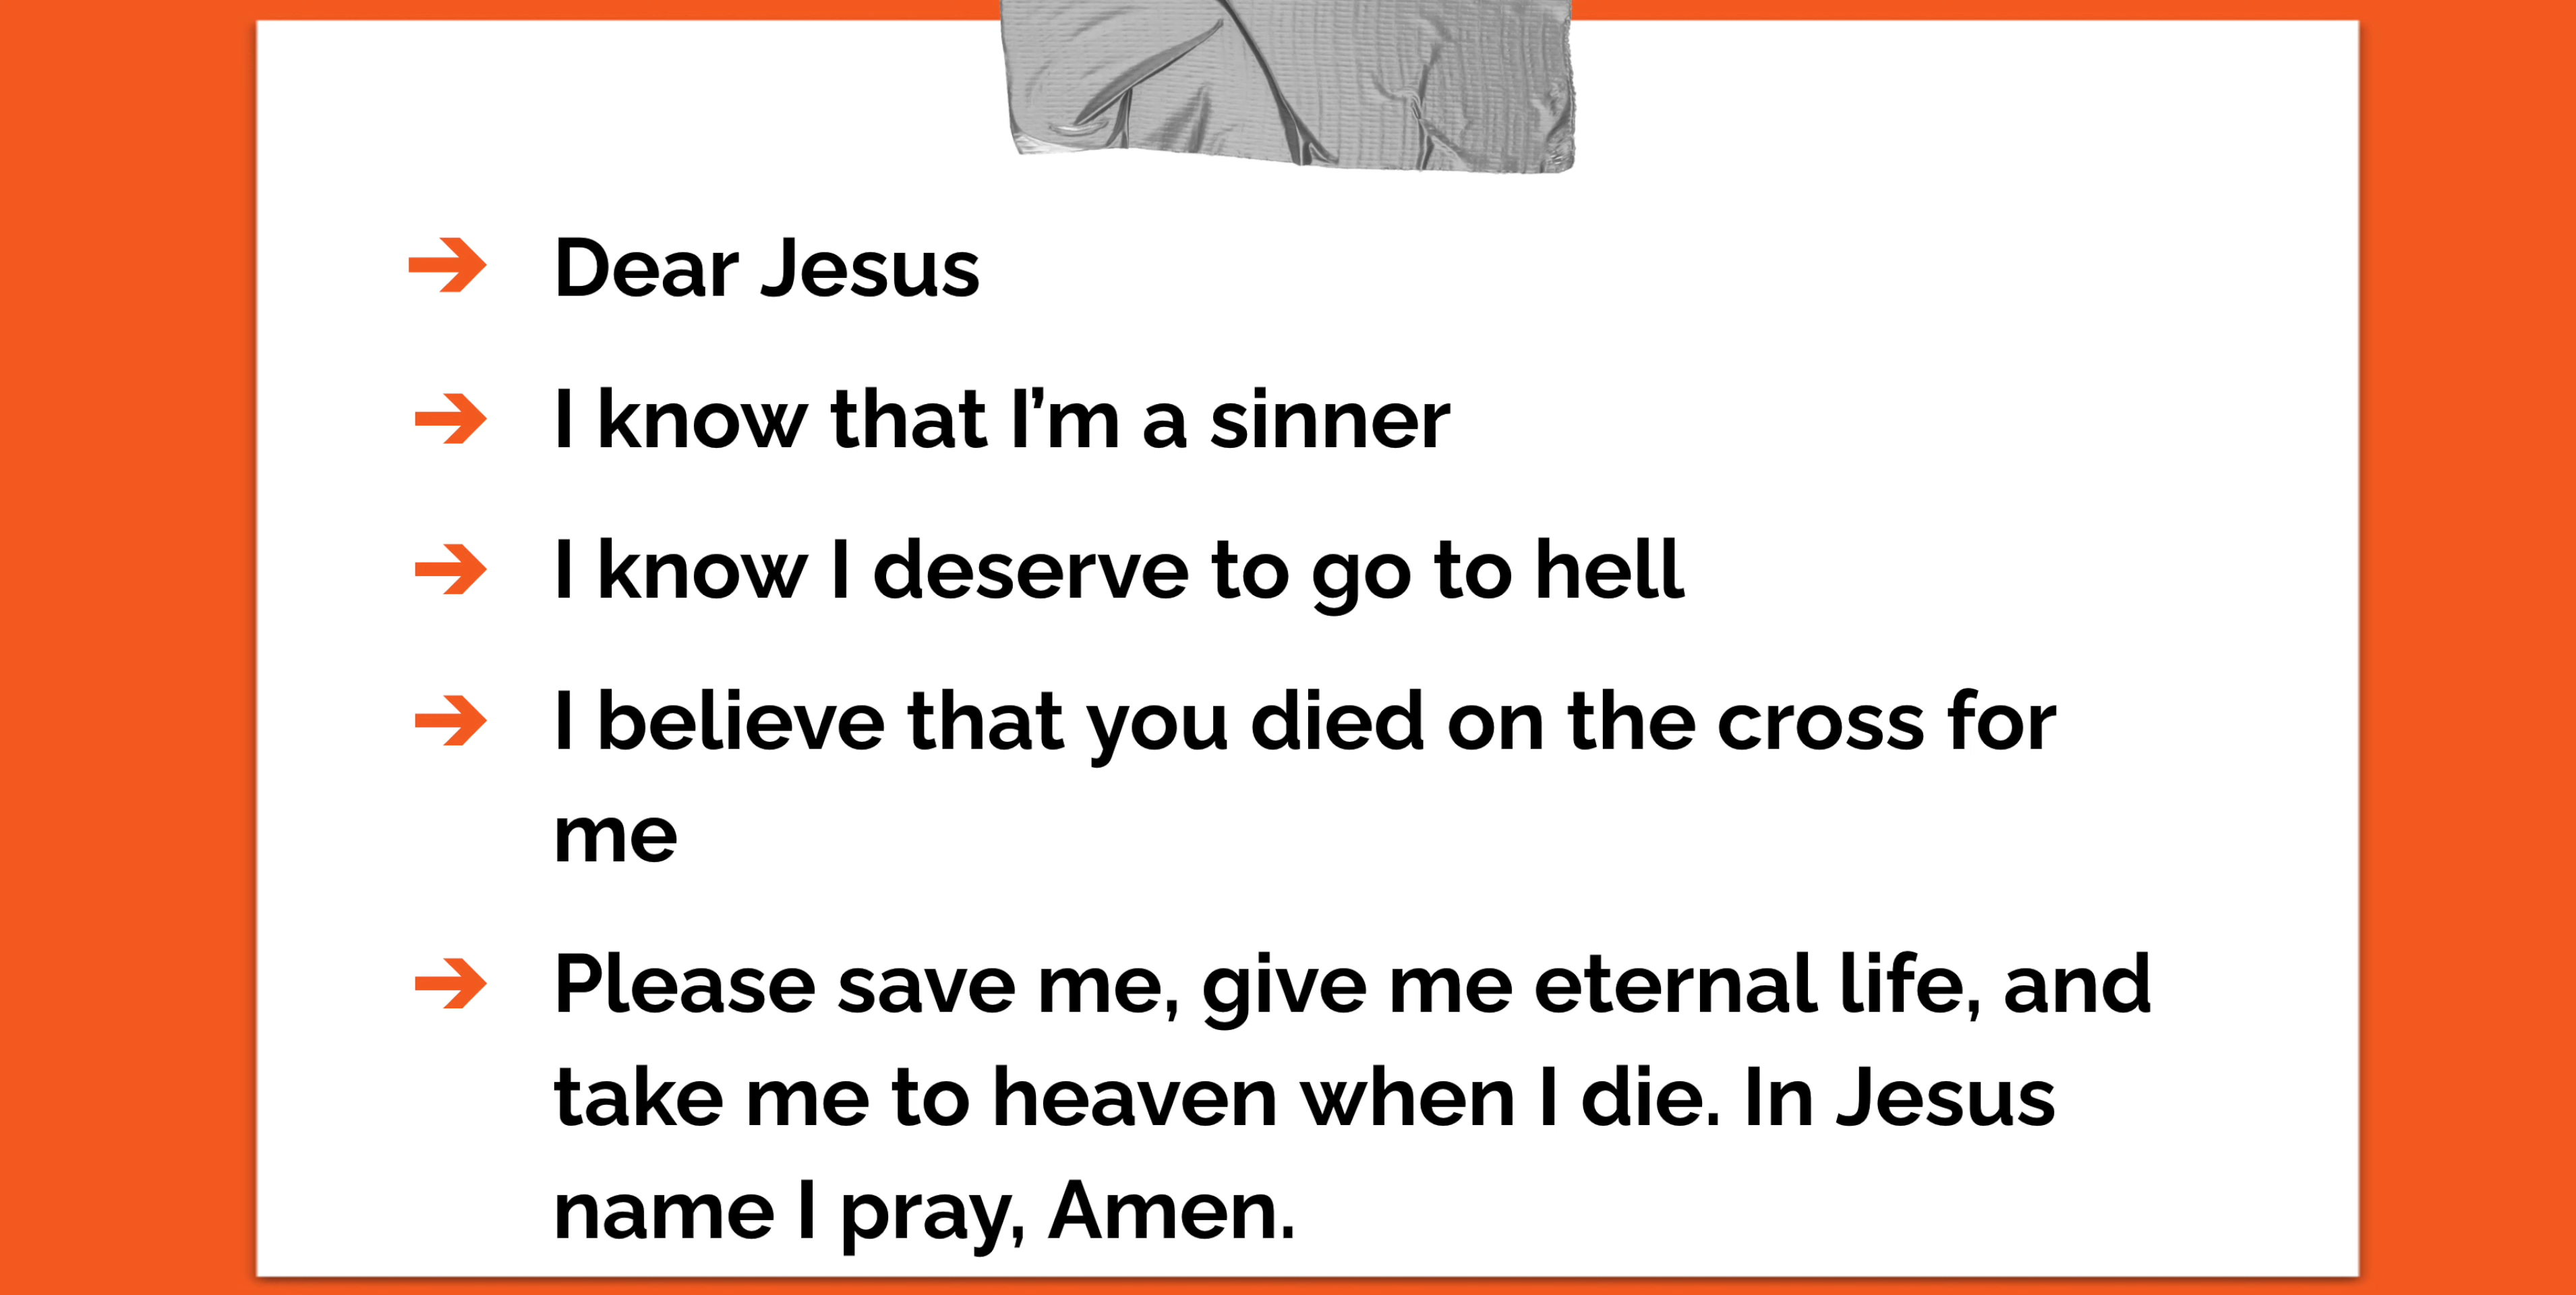 ➔ Dear Jesus
➔ I know that I’m a sinner
➔ I know I deserve to go to hell
➔ I believe that you died on the cross for
me
➔ Please save me, give me eternal life, and
take me to heaven when I die. In Jesus
name I pray, Amen.